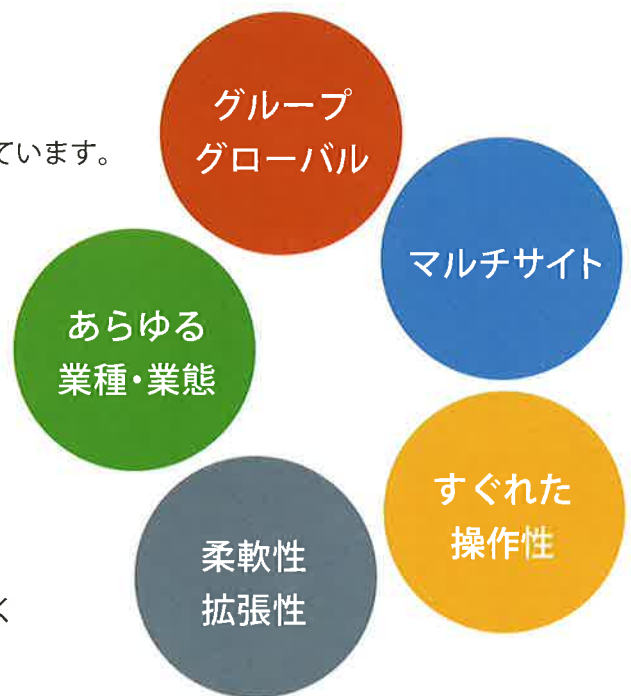 グループ
グローバル
ています。
マルチサイト
あらゆる
業種・業態
すぐれた
操作性
柔軟性
拡張性
く